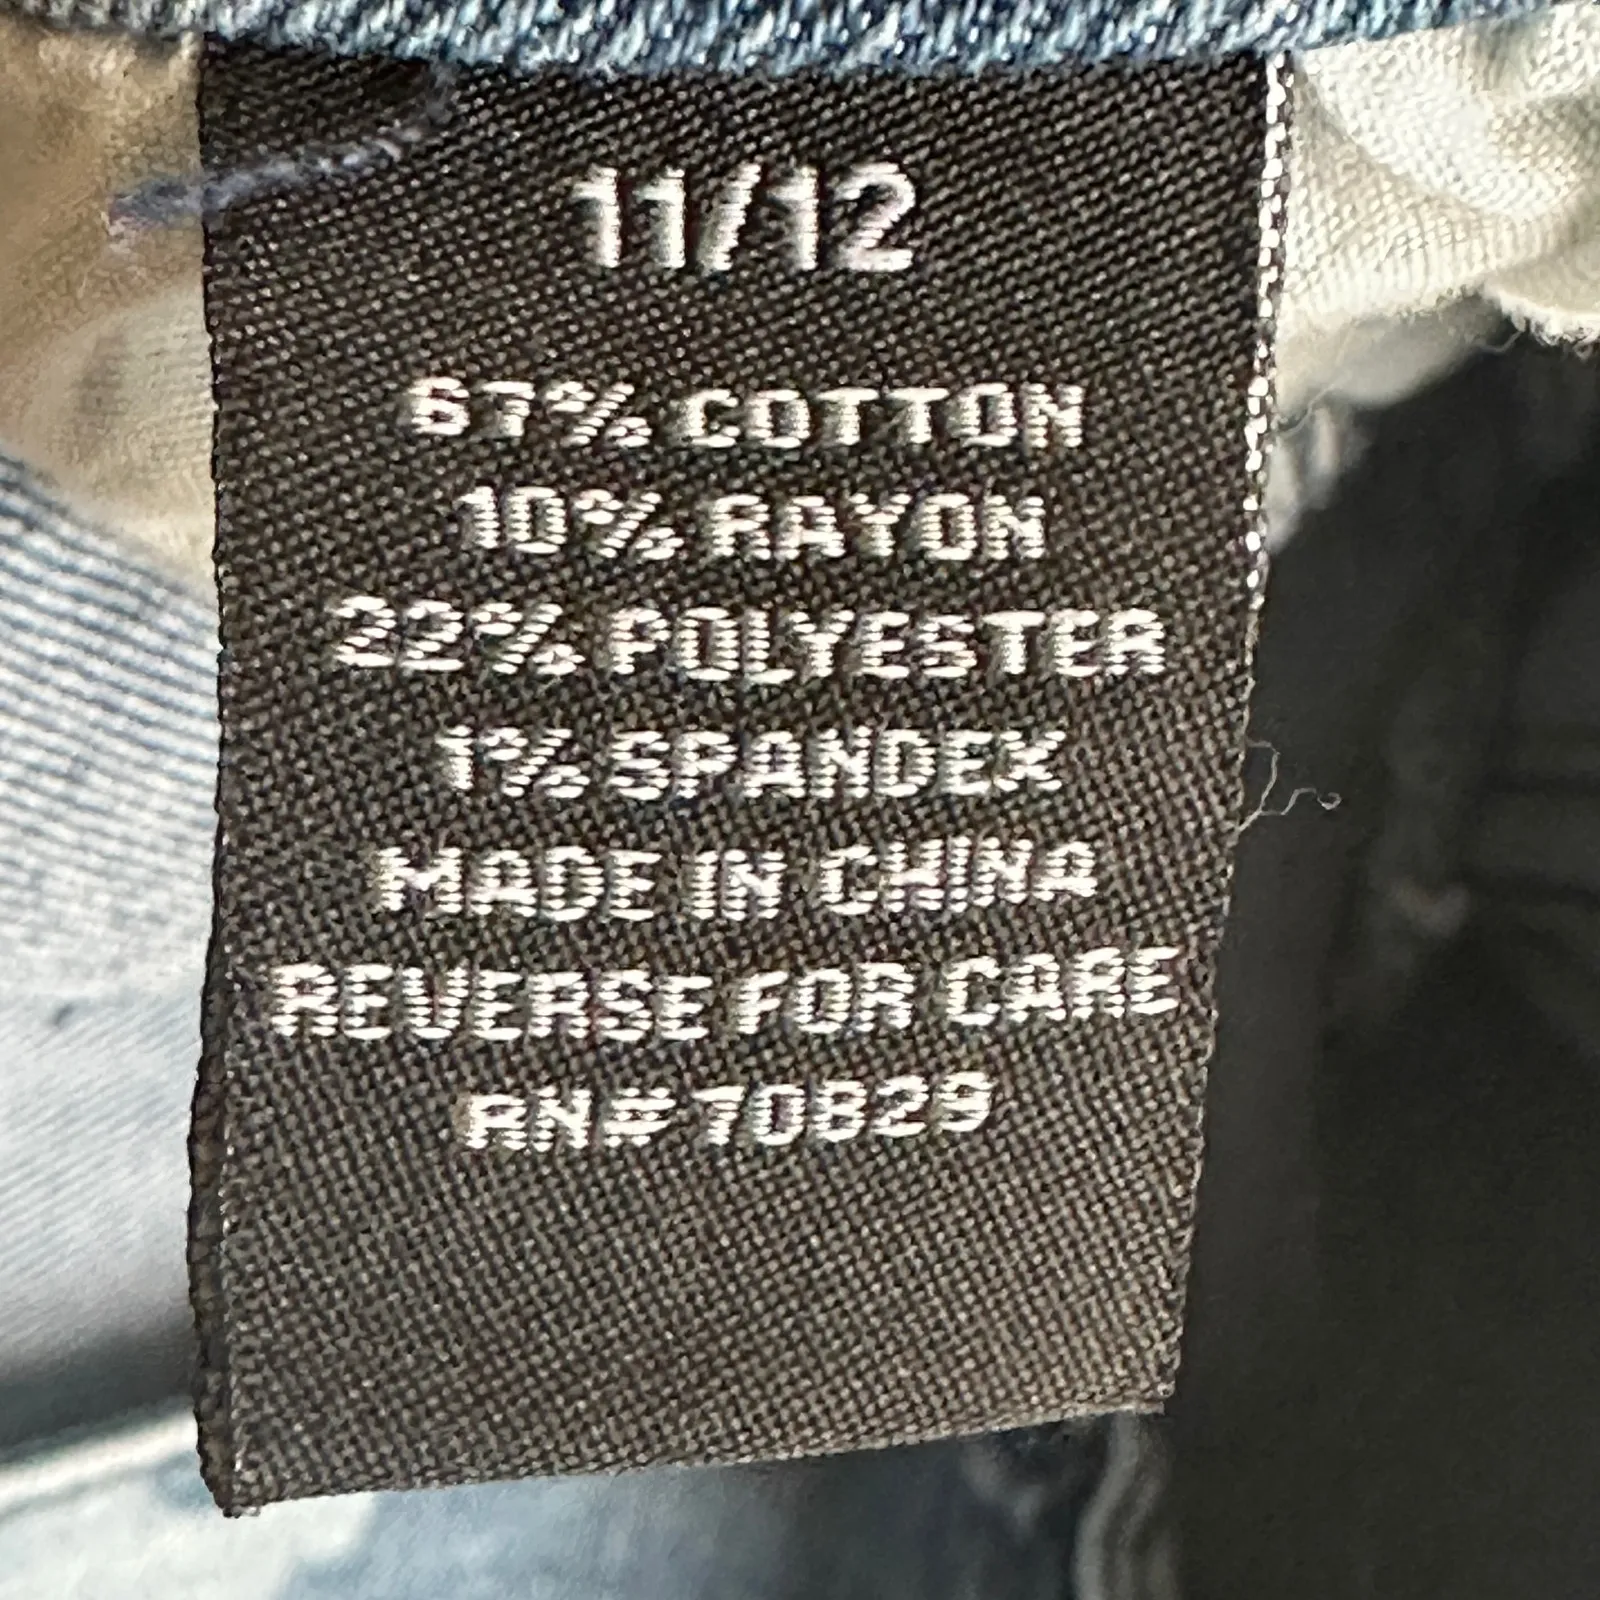 11/12
67% COTTON
10% RAYON
22% POLYESTER
1% SPANDEX
MADE IN CHINA
REVERSE FOR CARE
RN# 70829